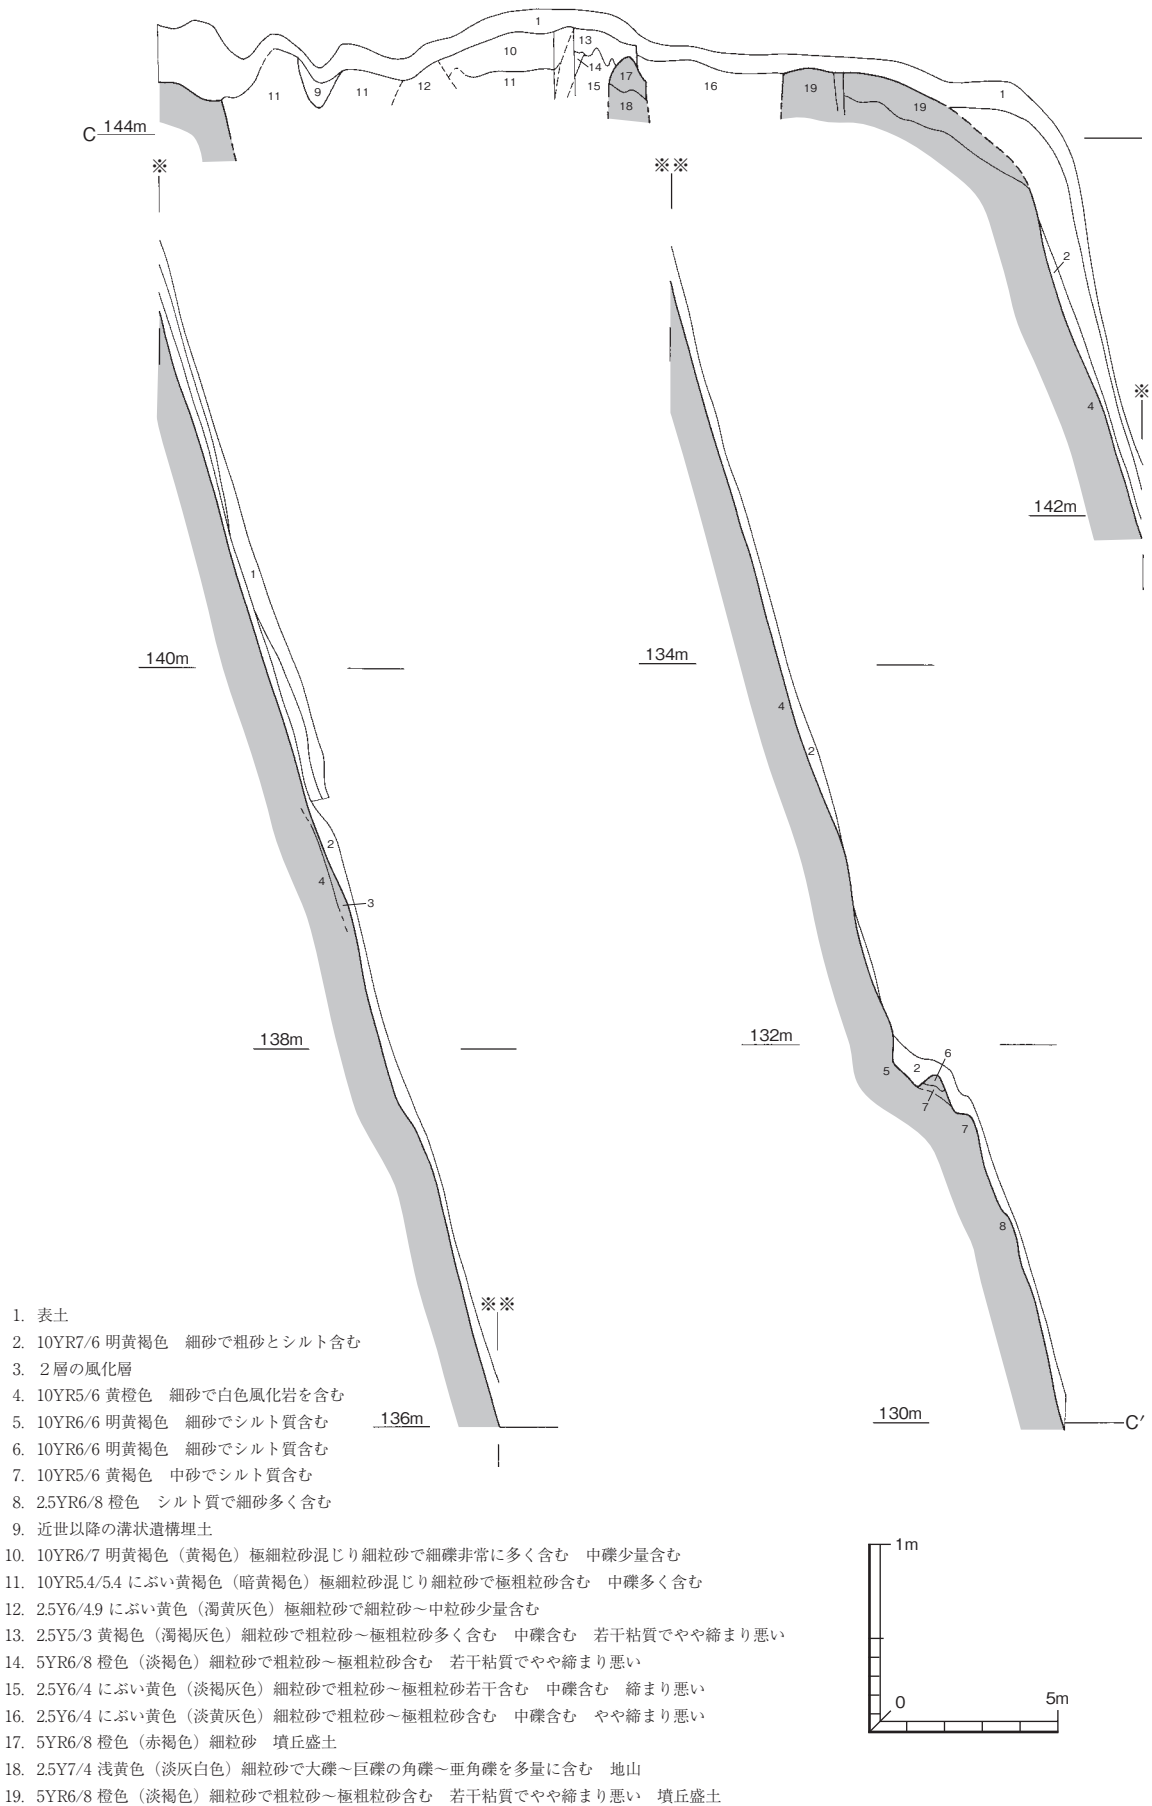 1
10
13
14
11
9
11
12
11
15
17
18
16
19
19
1
C 144m
※
※※
2
4
※
142m
1
140m
134m
4
2
2
4
3
138m
132m
5
2
6
7
7
8
※※
136m
130m
C′
1. 表土
2. 10YR7/6 明黄褐色　細砂で粗砂とシルト含む
3. ２層の風化層
4. 10YR5/6 黄橙色　細砂で白色風化岩を含む
5. 10YR6/6 明黄褐色　細砂でシルト質含む
6. 10YR6/6 明黄褐色　細砂でシルト質含む
7. 10YR5/6 黄褐色　中砂でシルト質含む
8. 2.5YR6/8 橙色　シルト質で細砂多く含む
9. 近世以降の溝状遺構埋土
10. 10YR6/7 明黄褐色（黄褐色）極細粒砂混じり細粒砂で細礫非常に多く含む　中礫少量含む
11. 10YR5.4/5.4 にぶい黄褐色（暗黄褐色）極細粒砂混じり細粒砂で極粗粒砂含む　中礫多く含む
12. 2.5Y6/4.9 にぶい黄色（濁黄灰色）極細粒砂で細粒砂～中粒砂少量含む
13. 2.5Y5/3 黄褐色（濁褐灰色）細粒砂で粗粒砂～極粗粒砂多く含む　中礫含む　若干粘質でやや締まり悪い
14. 5YR6/8 橙色（淡褐色）細粒砂で粗粒砂～極粗粒砂含む　若干粘質でやや締まり悪い
15. 2.5Y6/4 にぶい黄色（淡褐灰色）細粒砂で粗粒砂～極粗粒砂若干含む　中礫含む　締まり悪い
16. 2.5Y6/4 にぶい黄色（淡黄灰色）細粒砂で粗粒砂～極粗粒砂含む　中礫含む　やや締まり悪い
17. 5YR6/8 橙色（赤褐色）細粒砂　墳丘盛土
18. 2.5Y7/4 浅黄色（淡灰白色）細粒砂で大礫～巨礫の角礫～亜角礫を多量に含む　地山
19. 5YR6/8 橙色（淡褐色）細粒砂で粗粒砂～極粗粒砂含む　若干粘質でやや締まり悪い　墳丘盛土
1m
0
5m